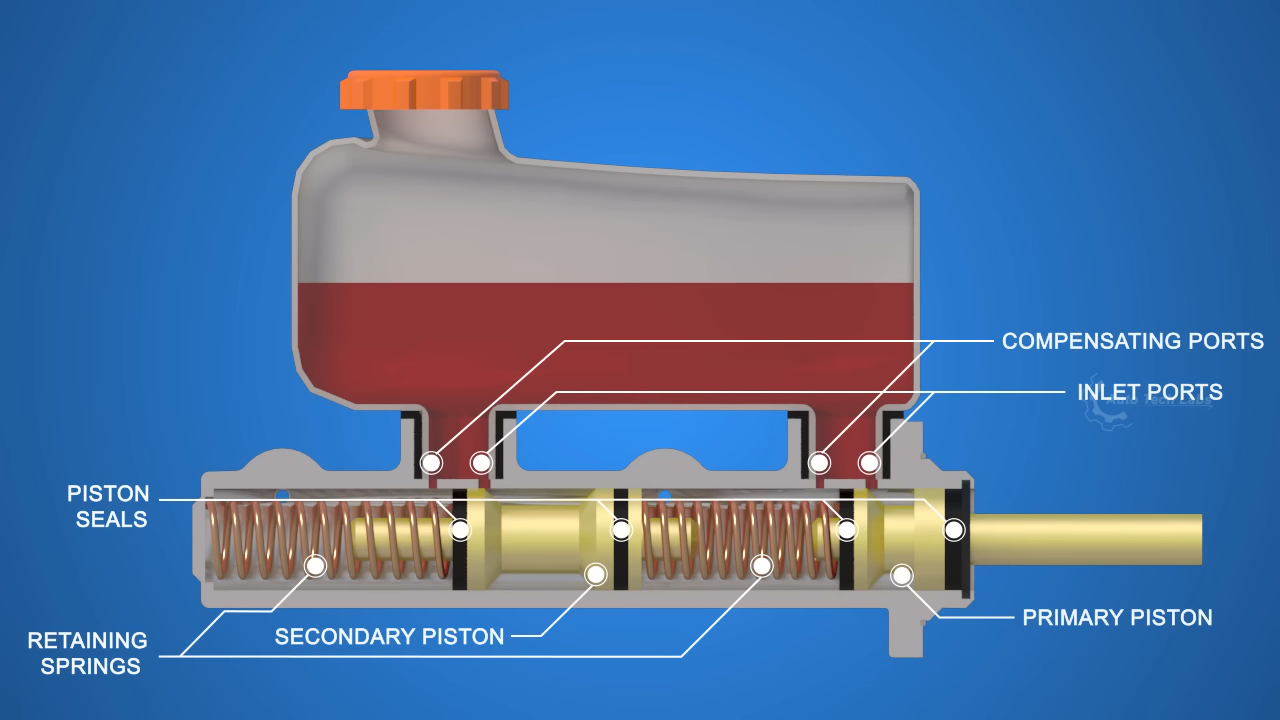 COMPENSATING PORTS
INLET PORTS
PISTON
SEALS
PRIMARY PISTON
SECONDARY PISTON
RETAINING
SPRINGS